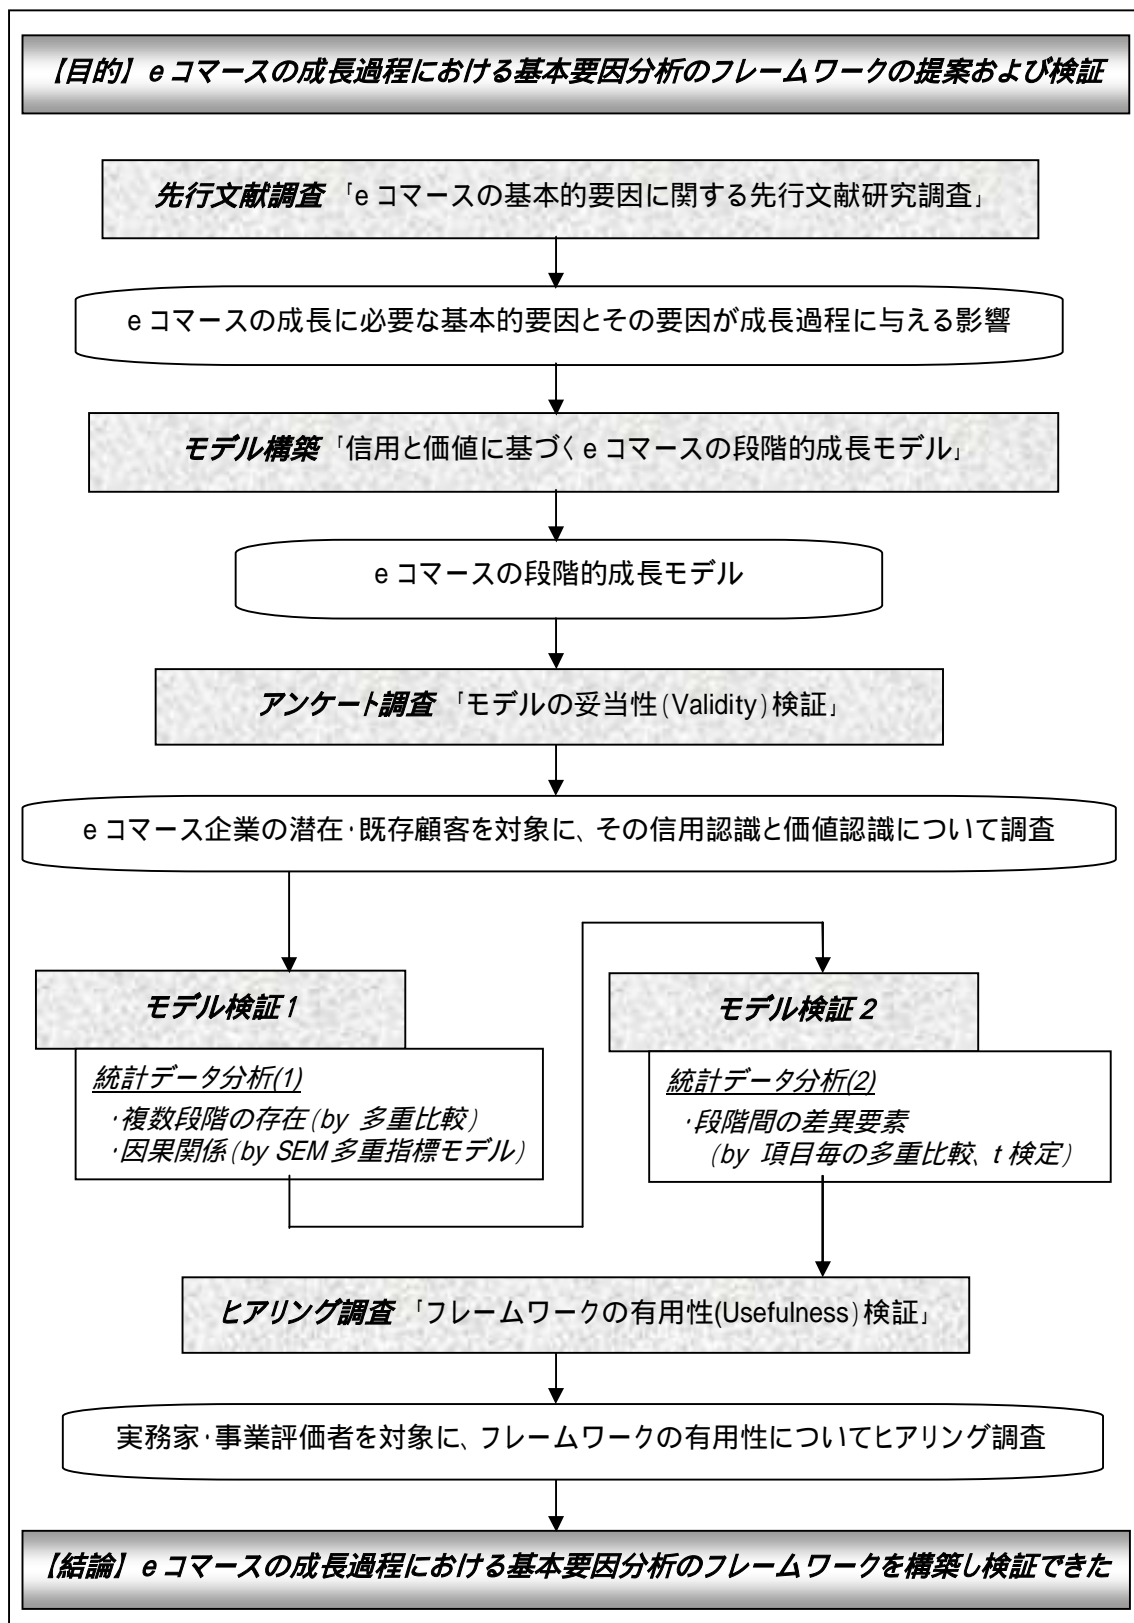 【目的】eコマースの成長過程における基本要因分析のフレームワークの提案および検証
先行文献調査「eコマースの基本的要因に関する先行文献研究調査」
eコマースの成長に必要な基本的要因とその要因が成長過程に与える影響
モデル構築「信用と価値に基づくeコマースの段階的成長モデル」
eコマースの段階的成長モデル
アンケート調査「モデルの妥当性(Validity)検証」
eコマース企業の潜在・既存顧客を対象に、その信用認識と価値認識について調査
モデル検証1
統計データ分析(1)
・複数段階の存在(by 多重比較)
・因果関係(by SEM多重指標モデル)
モデル検証2
統計データ分析(2)
・段階間の差異要素
(by 項目毎の多重比較、t検定)
ヒアリング調査「フレームワークの有用性(Usefulness)検証」
実務家・事業評価者を対象に、フレームワークの有用性についてヒアリング調査
【結論】eコマースの成長過程における基本要因分析のフレームワークを構築し検証できた